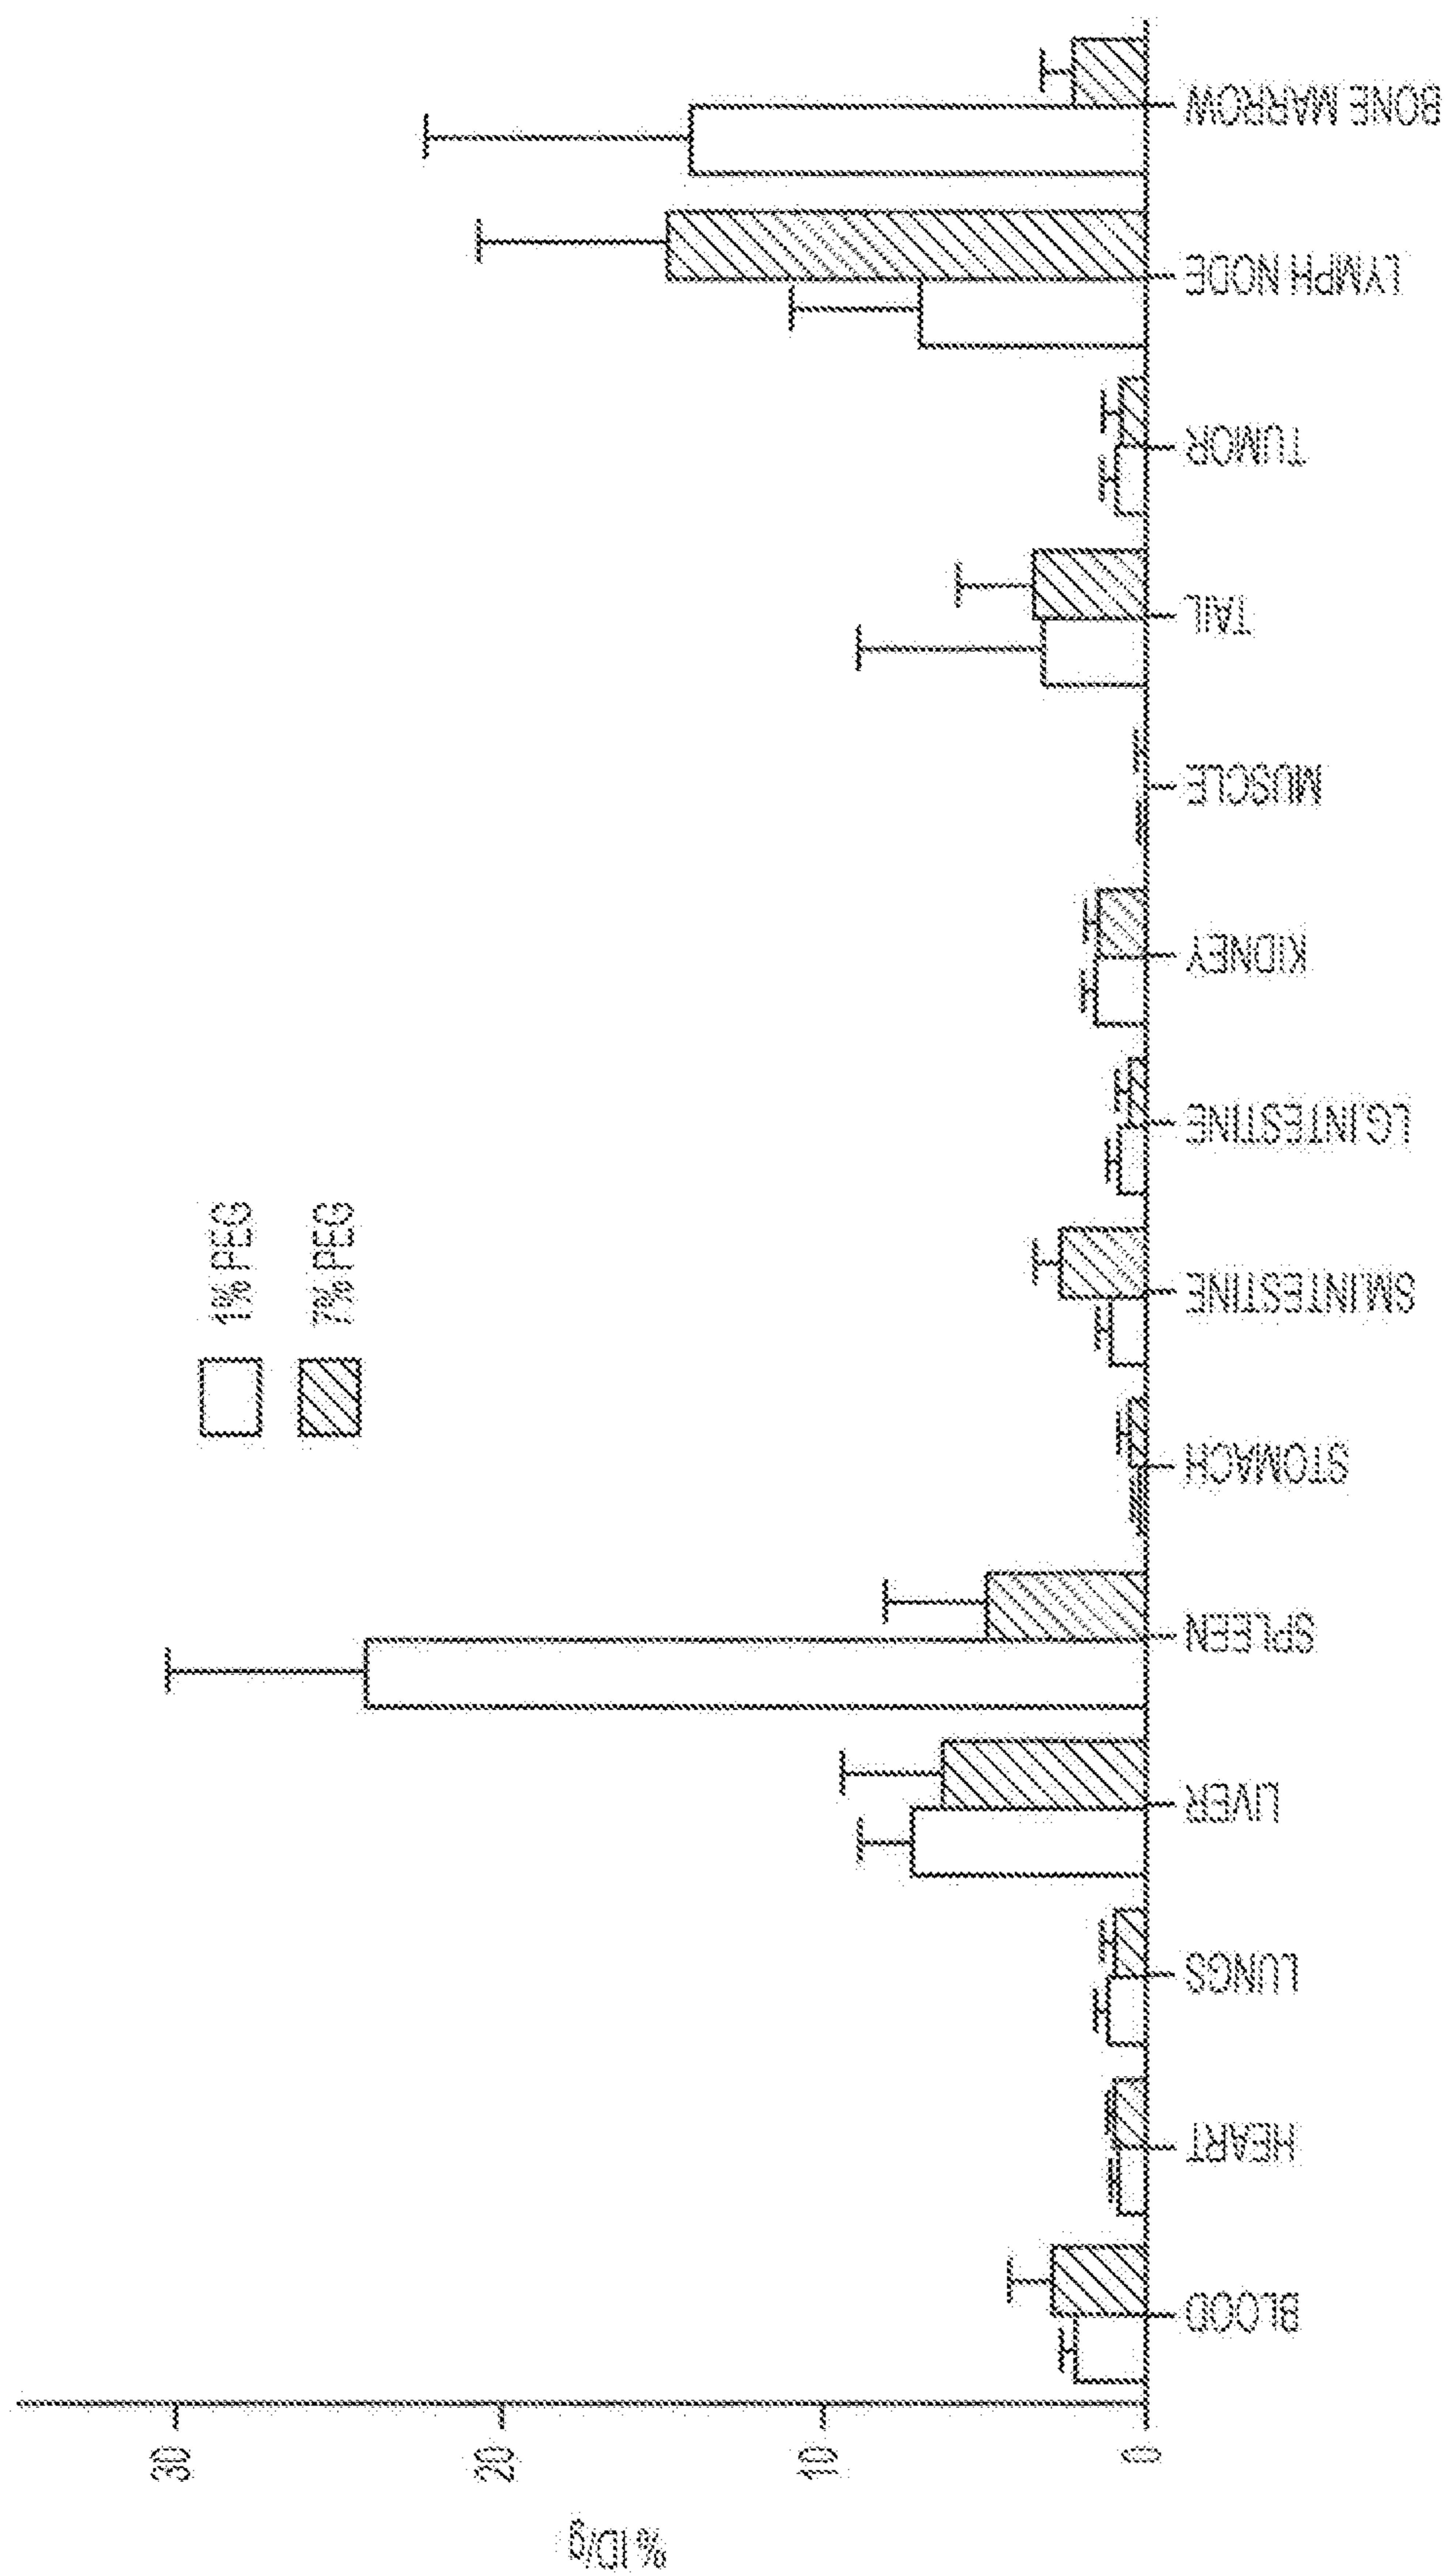 % ID/g
30
20
10
0
1% PEG
7% PEG
BLOOD
HEART
LUNGS
LIVER
SPLEEN
STOMACH
SM.INTESTINE
LG.INTESTINE
KIDNEY
MUSCLE
TAIL
TUMOR
LYMPH NODE
BONE MARROW